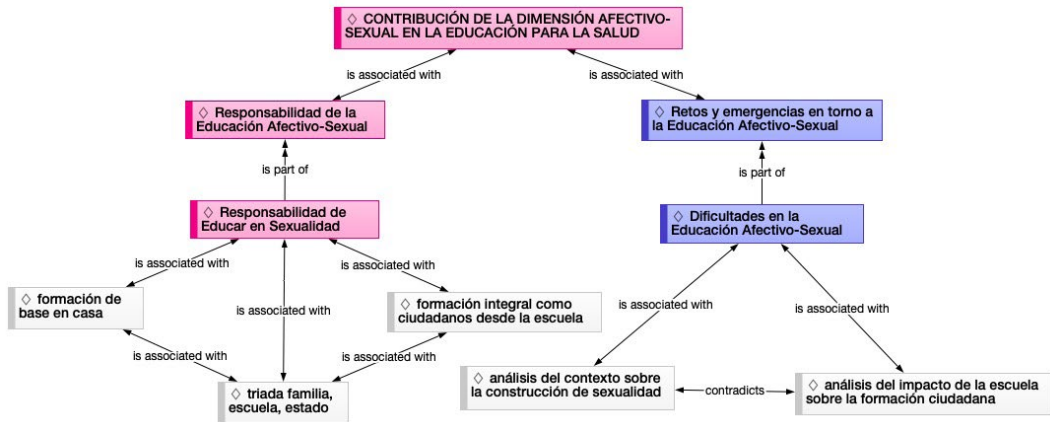 ◇ CONTRIBUCIÓN DE LA DIMENSIÓN AFECTIVO-
SEXUAL EN LA EDUCACIÓN PARA LA SALUD
is associated with
is associated with
◇ Responsabilidad de la
Educación Afectivo-Sexual
◇ Retos y emergencias en torno a
la Educación Afectivo-Sexual
is part of
is part of
◇ Responsabilidad de
Educar en Sexualidad
◇ Dificultades en la
Educación Afectivo-Sexual
is associated with
is associated with
is associated with
is associated with
is associated with
◇ formación de
base en casa
◇ formación integral como
ciudadanos desde la escuela
is associated with
is associated with
◇ triada familia,
escuela, estado
◇ análisis del contexto sobre
la construcción de sexualidad
contradicts
◇ análisis del impacto de la escuela
sobre la formación ciudadana